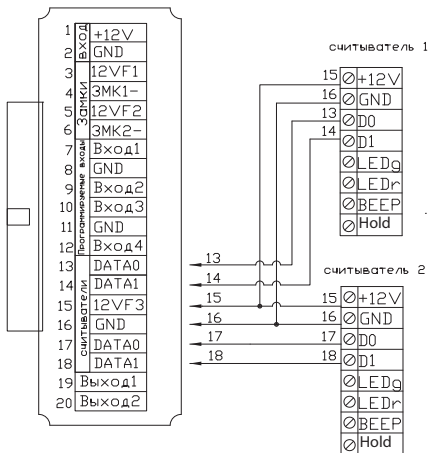 вход
1 +12V
2 GND
Замки
3 12VF1
4 ЗМК1-
5 12VF2
6 ЗМК2-
Программируемые входы
7 Вход1
8 GND
9 Вход2
10 Вход3
11 GND
12 Вход4
считыватели
13 DATA0
14 DATA1
15 12VF3
16 GND
17 DATA0
18 DATA1
19 Выход1
20 Выход2
13
14
15
16
17
18
считыватель 1
15 +12V
16 GND
13 D0
14 D1
LEDg
LEDr
BEEP
Hold
считыватель 2
15 +12V
16 GND
17 D0
18 D1
LEDg
LEDr
BEEP
Hold